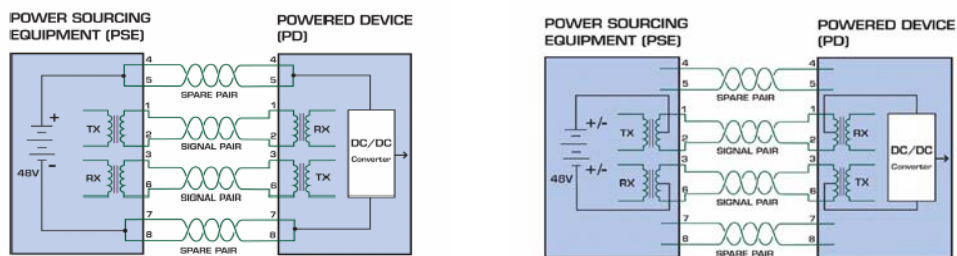 POWER SOURCING
EQUIPMENT (PSE)
POWERED DEVICE
(PD)
4
4
5
5
SPARE PAIR
1
1
TX
RX
2
2
SIGNAL PAIR
+
-
48V
DC/DC
Converter
3
3
RX
TX
6
6
SIGNAL PAIR
7
7
8
8
SPARE PAIR
POWER SOURCING
EQUIPMENT (PSE)
POWERED DEVICE
(PD)
4
4
5
5
SPARE PAIR
1
1
TX
RX
2
2
SIGNAL PAIR
+/-
+/-
48V
DC/DC
Converter
3
3
RX
TX
6
6
SIGNAL PAIR
7
7
8
8
SPARE PAIR